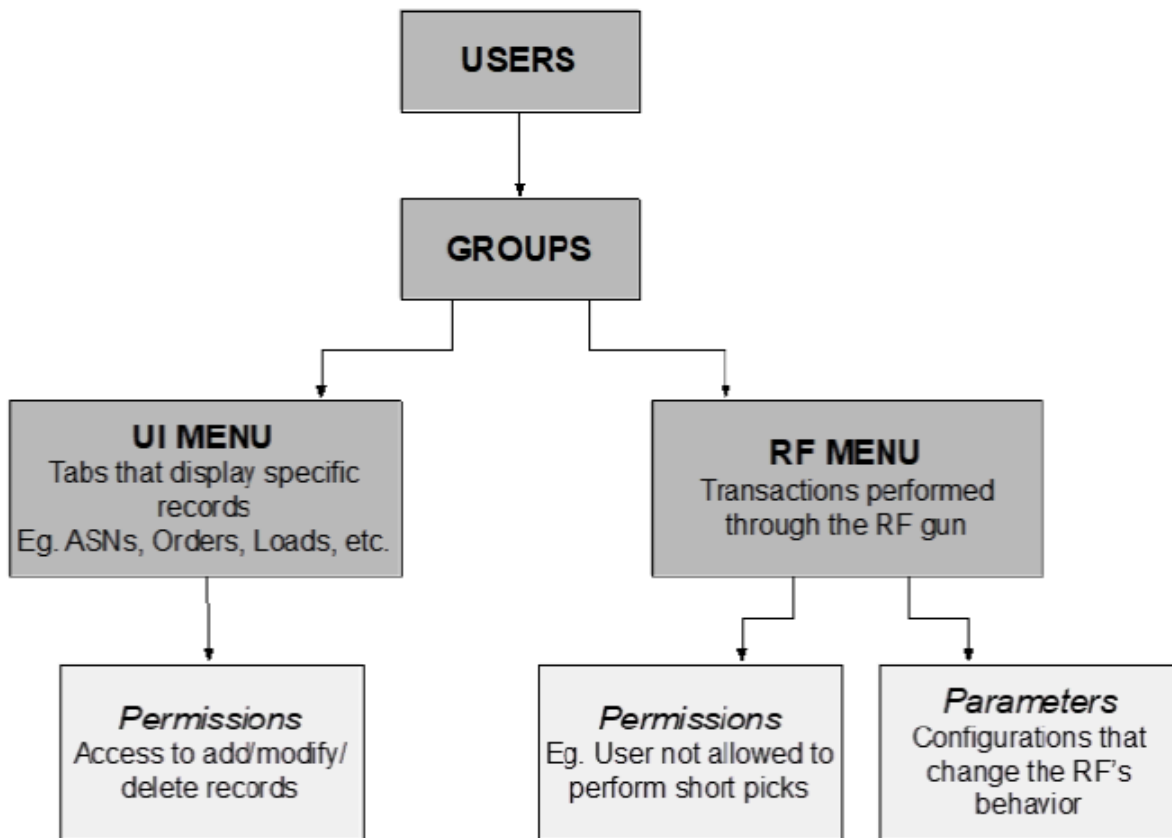 USERS
GROUPS
UI MENU
Tabs that display specific
records
Eg. ASNs, Orders, Loads, etc.
RF MENU
Transactions performed
through the RF gun
Permissions
Access to add/modify/
delete records
Permissions
Eg. User not allowed to
perform short picks
Parameters
Configurations that
change the RF's
behavior